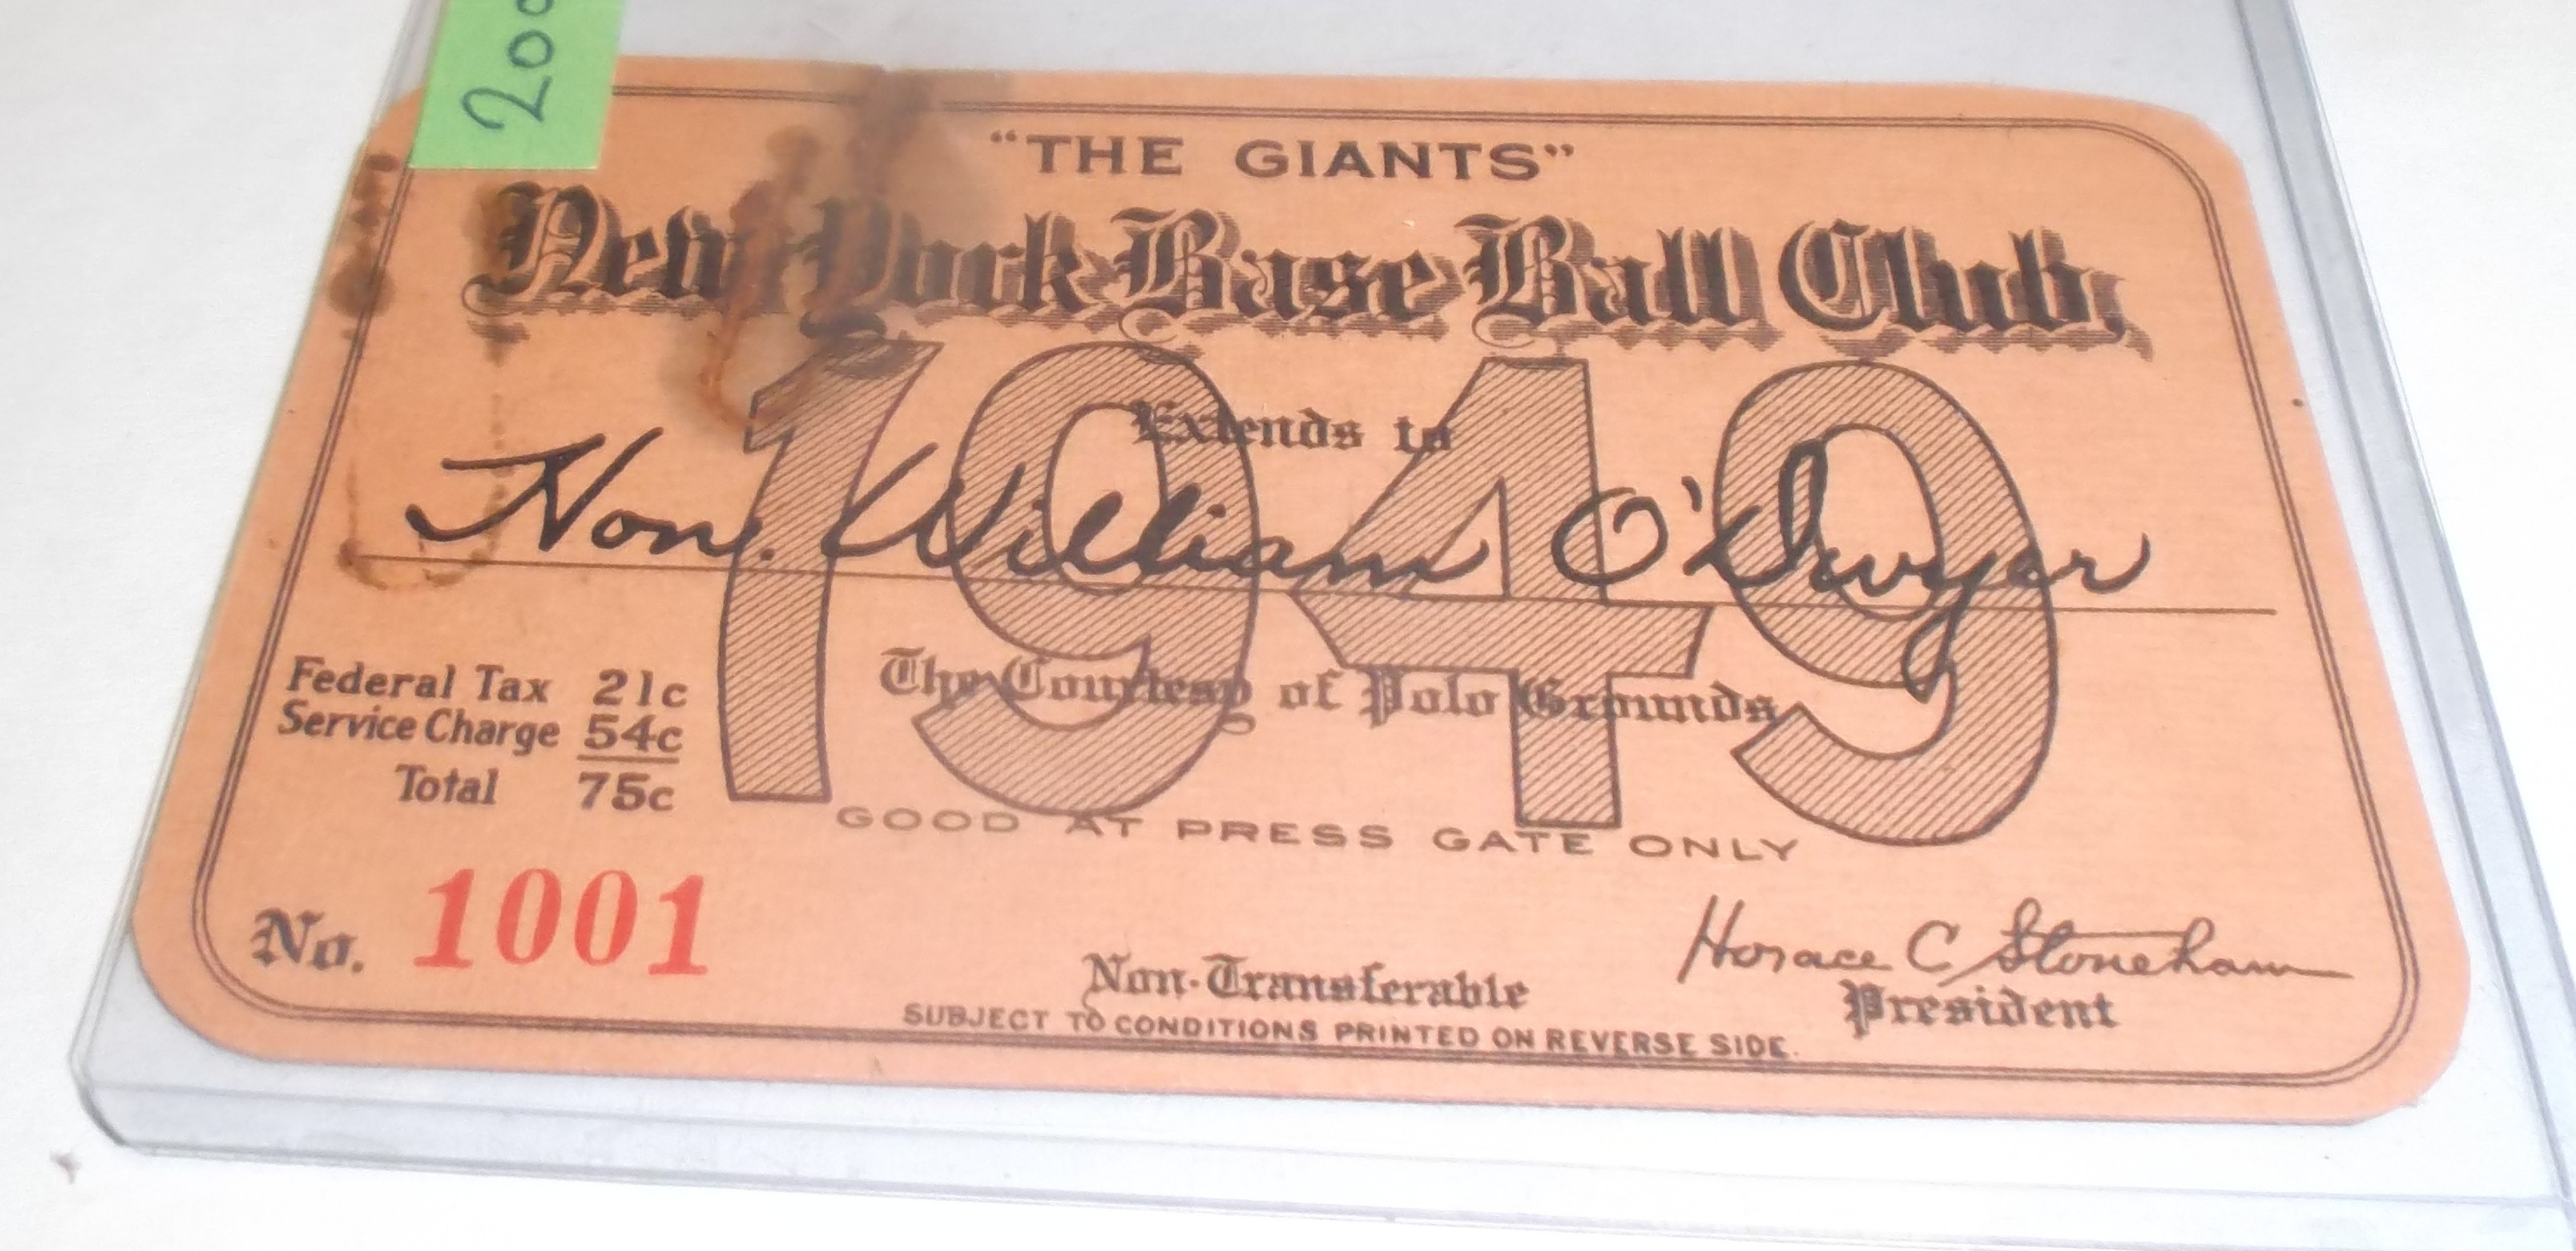 "THE GIANTS"
New York Base Ball Club,
1949
Extends to
Hon. William O'Dwyer
The Courtesy of Polo Grounds
Federal Tax 21c
Service Charge 54c
Total 75c
GOOD AT PRESS GATE ONLY
No. 1001
Horace C Stoneham
President
Non-Transferable
SUBJECT TO CONDITIONS PRINTED ON REVERSE SIDE.